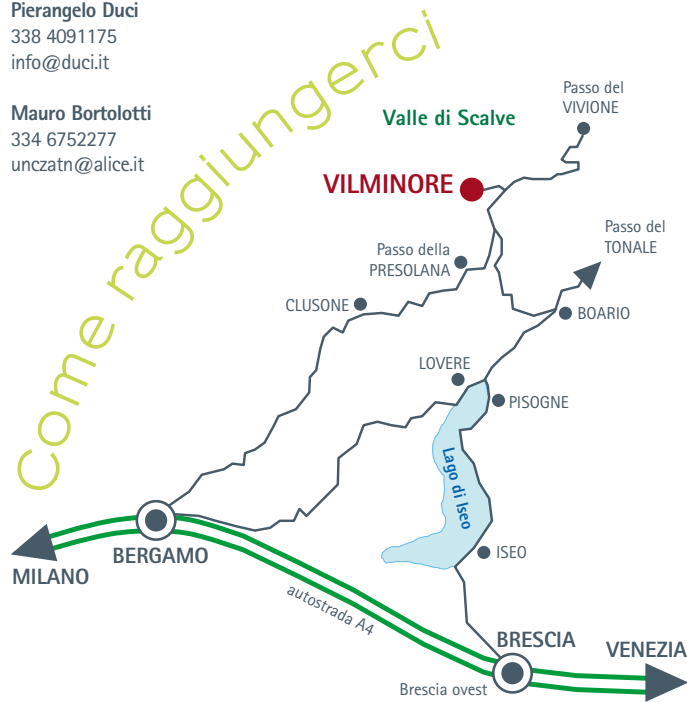 Pierangelo Duci
338 4091175
info@duci.it
Mauro Bortolotti
334 6752277
unczatn@alice.it
Come raggiungerci
Passo del
VIVIONE
Valle di Scalve
VILMINORE
Passo del
TONALE
Passo della
PRESOLANA
CLUSONE
BOARIO
LOVERE
PISOGNE
Lago di Iseo
ISEO
BERGAMO
MILANO
autostrada A4
BRESCIA
VENEZIA
Brescia ovest